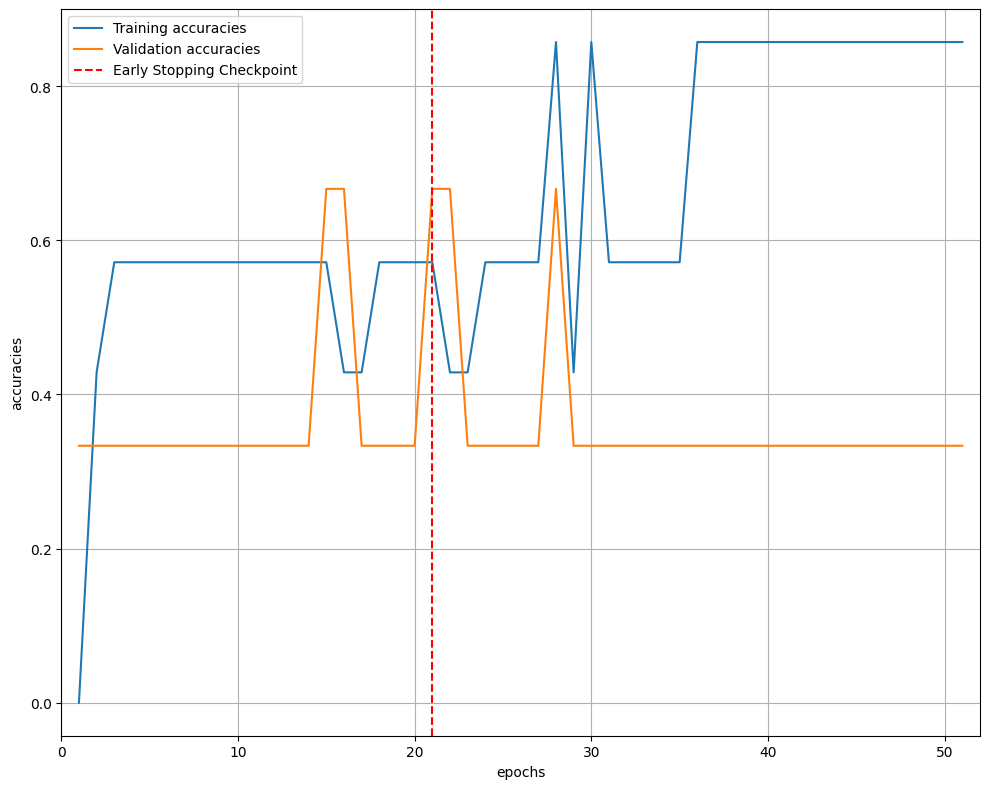 Training accuracies
Validation accuracies
Early Stopping Checkpoint
accuracies
0.8
0.6
0.4
0.2
0.0
0 10 20 30 40 50
epochs